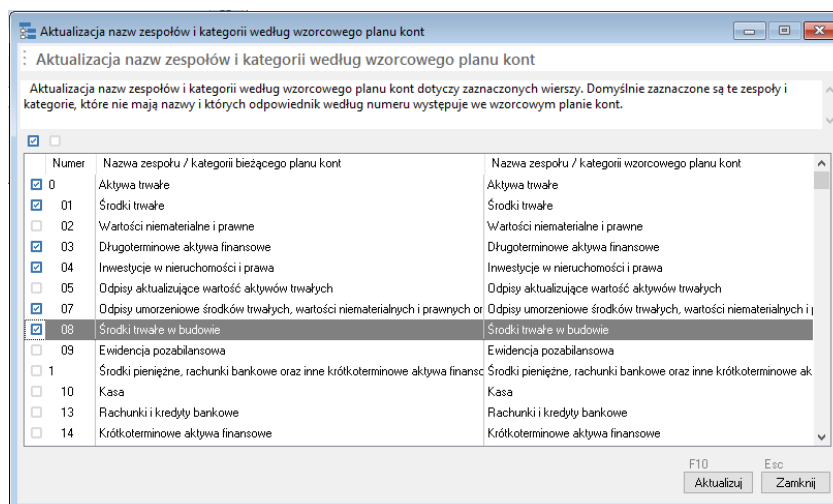 Aktualizacja nazw zespołów i kategorii według wzorcowego planu kont
Aktualizacja nazw zespołów i kategorii według wzorcowego planu kont
Aktualizacja nazw zespołów i kategorii według wzorcowego planu kont dotyczy zaznaczonych wierszy. Domyślnie zaznaczone są te zespoły i
kategorie, które nie mają nazwy i których odpowiednik według numeru występuje we wzorcowym planie kont.
Numer Nazwa zespołu / kategorii bieżącego planu kont Nazwa zespołu / kategorii wzorcowego planu kont
0 Aktywa trwałe Aktywa trwałe
01 Środki trwałe Środki trwałe
02 Wartości niematerialne i prawne Wartości niematerialne i prawne
03 Długoterminowe aktywa finansowe Długoterminowe aktywa finansowe
04 Inwestycje w nieruchomości i prawa Inwestycje w nieruchomości i prawa
05 Odpisy aktualizujące wartość aktywów trwałych Odpisy aktualizujące wartość aktywów trwałych
07 Odpisy umorzeniowe środków trwałych, wartości niematerialnych i prawnych or Odpisy umorzeniowe środków trwałych, wartości niematerialnych i
08 Środki trwałe w budowie Środki trwałe w budowie
09 Ewidencja pozabilansowa Ewidencja pozabilansowa
1 Środki pieniężne, rachunki bankowe oraz inne krótkoterminowe aktywa finansc Środki pieniężne, rachunki bankowe oraz inne krótkoterminowe ak
10 Kasa Kasa
13 Rachunki i kredyty bankowe Rachunki i kredyty bankowe
14 Krótkoterminowe aktywa finansowe Krótkoterminowe aktywa finansowe
F10 Esc
Aktualizuj Zamknij